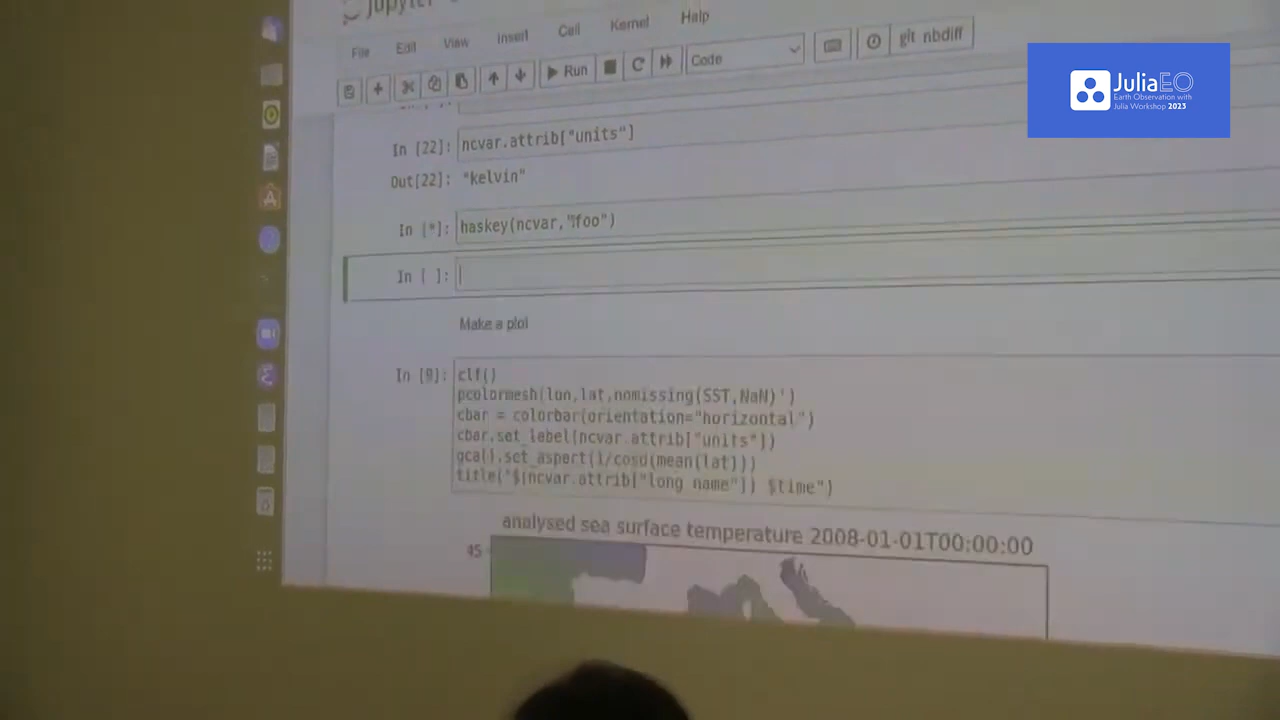 Jupyter
File Edit View Insert Cell Kernel Help
Run Code git nbdiff
JuliaEO
Earth Observation with
Julia Workshop 2023
In [22]: ncvar.attrib["units"]
Out[22]: "kelvin"
In [*]: haskey(ncvar,"foo")
In [ ]:
Make a plot
In [9]: clf()
pcolormesh(lon,lat,nomissing(SST,NaN)')
cbar = colorbar(orientation="horizontal")
cbar.set_label(ncvar.attrib["units"])
gca().set_aspect(1/cosd(mean(lat)))
title("$(ncvar.attrib["long_name"]) $time")
analysed sea surface temperature 2008-01-01T00:00:00
45